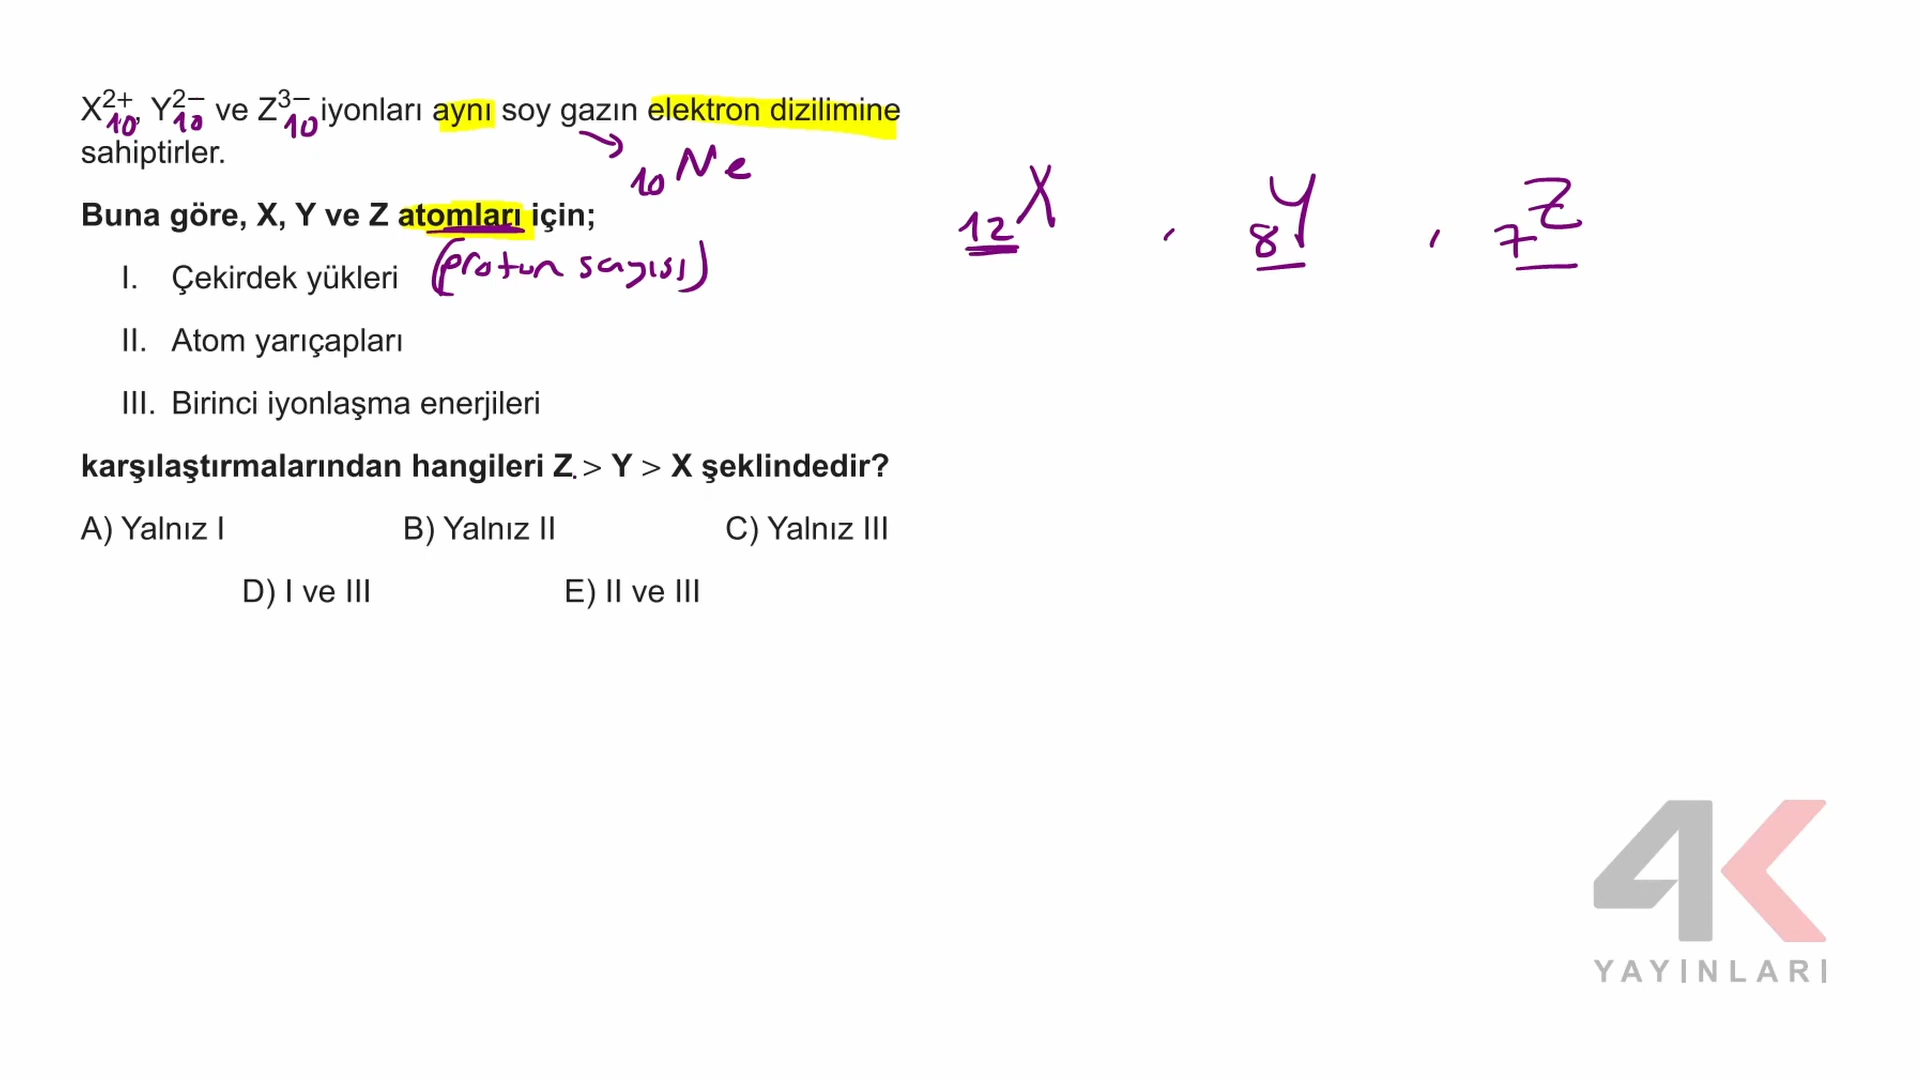 X²⁺, Y²⁻ ve Z³⁻ iyonları aynı soy gazın elektron dizilimine
10 10 10
sahiptirler.
₁₀Ne
Buna göre, X, Y ve Z atomları için;
₁₂X , ₈Y , ₇Z
I. Çekirdek yükleri (proton sayısı)
II. Atom yarıçapları
III. Birinci iyonlaşma enerjileri
karşılaştırmalarından hangileri Z > Y > X şeklindedir?
A) Yalnız I B) Yalnız II C) Yalnız III
D) I ve III E) II ve III
4K
YAYINLARI